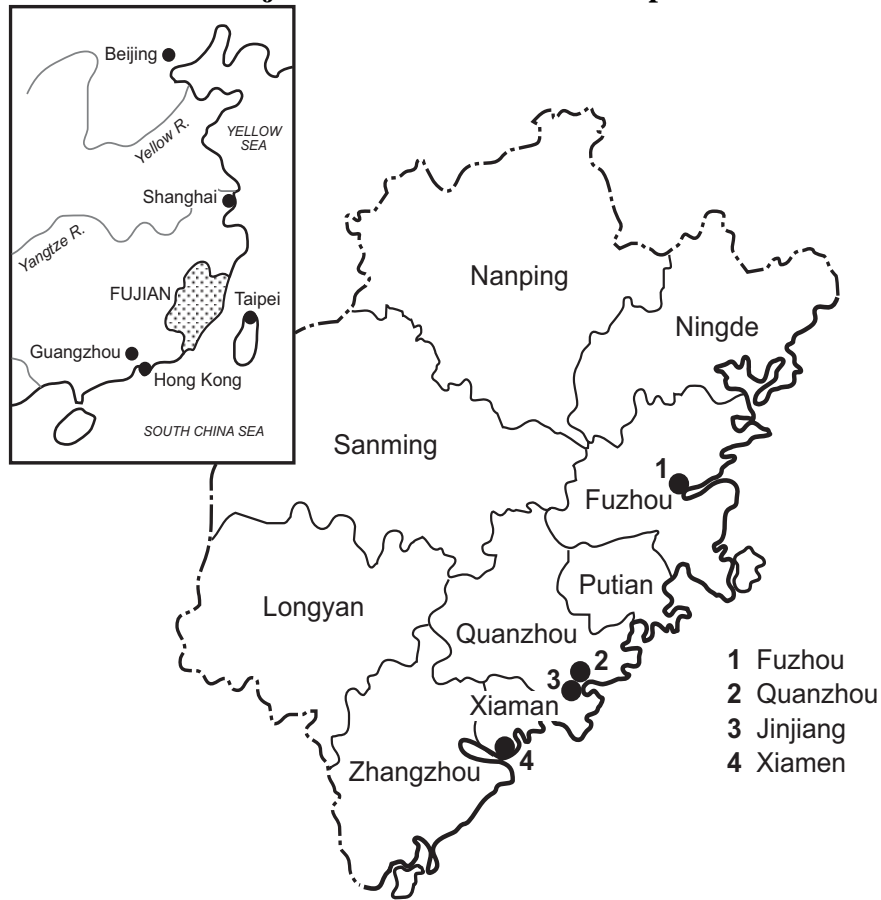 Beijing
Yellow R.
YELLOW
SEA
Shanghai
Yangtze R.
FUJIAN
Taipei
Guangzhou
Hong Kong
SOUTH CHINA SEA
Nanping
Ningde
Sanming
1
Fuzhou
Putian
Longyan
Quanzhou
2
3
Xiaman
4
Zhangzhou
1 Fuzhou
2 Quanzhou
3 Jinjiang
4 Xiamen